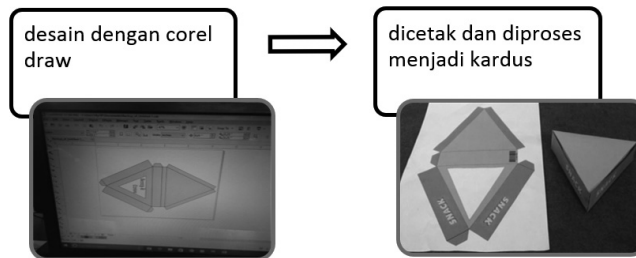 desain dengan corel
draw
dicetak dan diproses
menjadi kardus
SNACK
SNACK